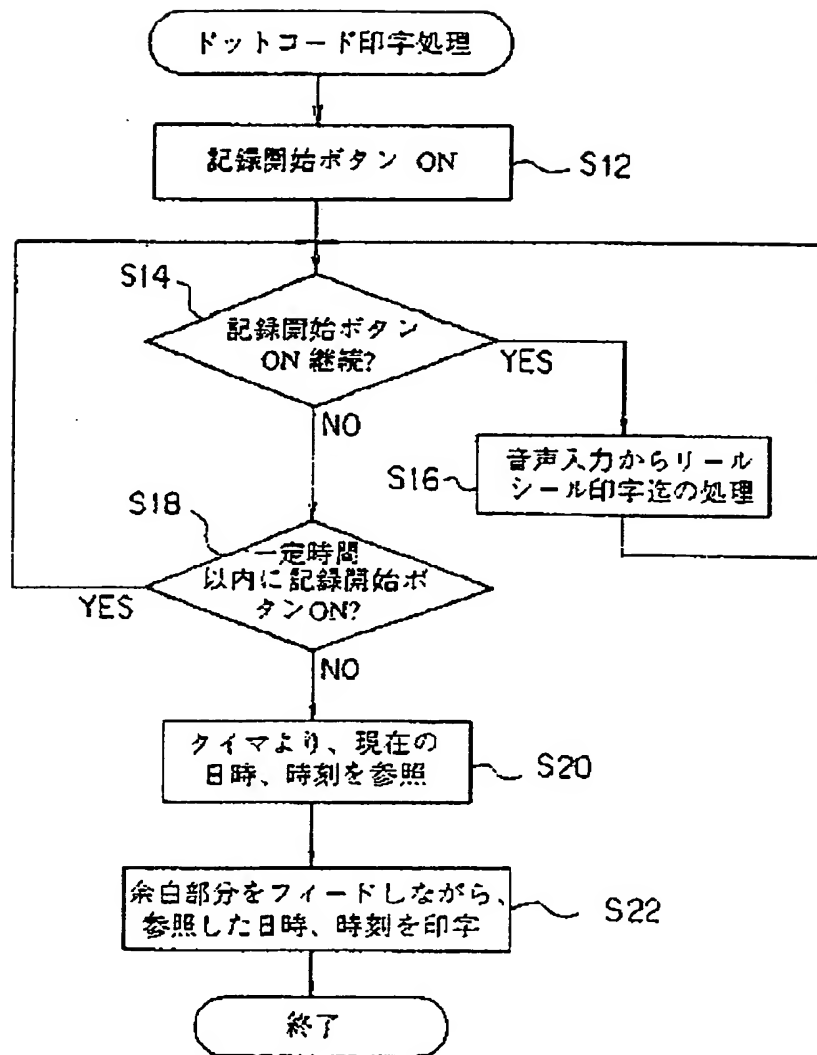 ドットコード印字処理
記録開始ボタン ON
S12
S14
記録開始ボタン
ON 継続?
YES
NO
S16
音声入力からリール
シール印字迄の処理
S18
一定時間
以内に記録開始ボ
タンON?
YES
NO
タイマより、現在の
日時、時刻を参照
S20
余白部分をフィードしながら、
参照した日時、時刻を印字
S22
終了